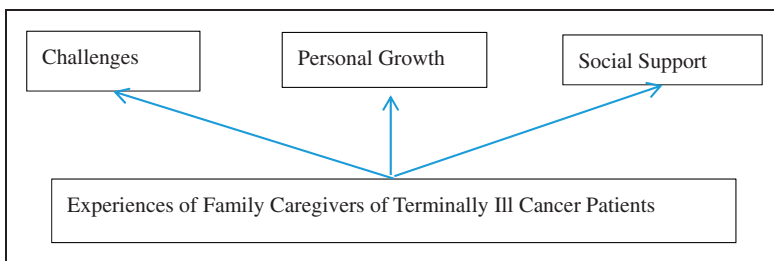 Challenges
Personal Growth
Social Support
Experiences of Family Caregivers of Terminally Ill Cancer Patients